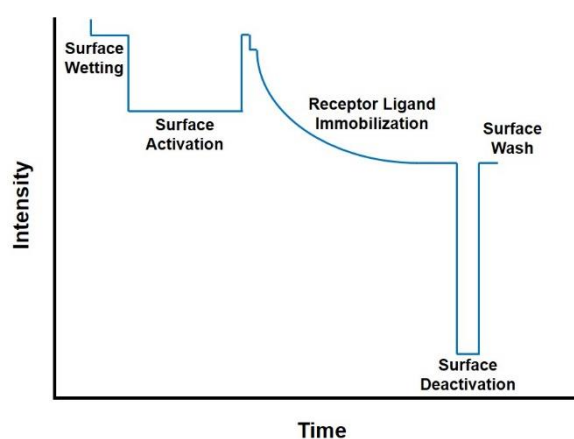 Surface
Wetting
Surface
Activation
Receptor Ligand
Immobilization
Surface
Wash
Surface
Deactivation
Intensity
Time